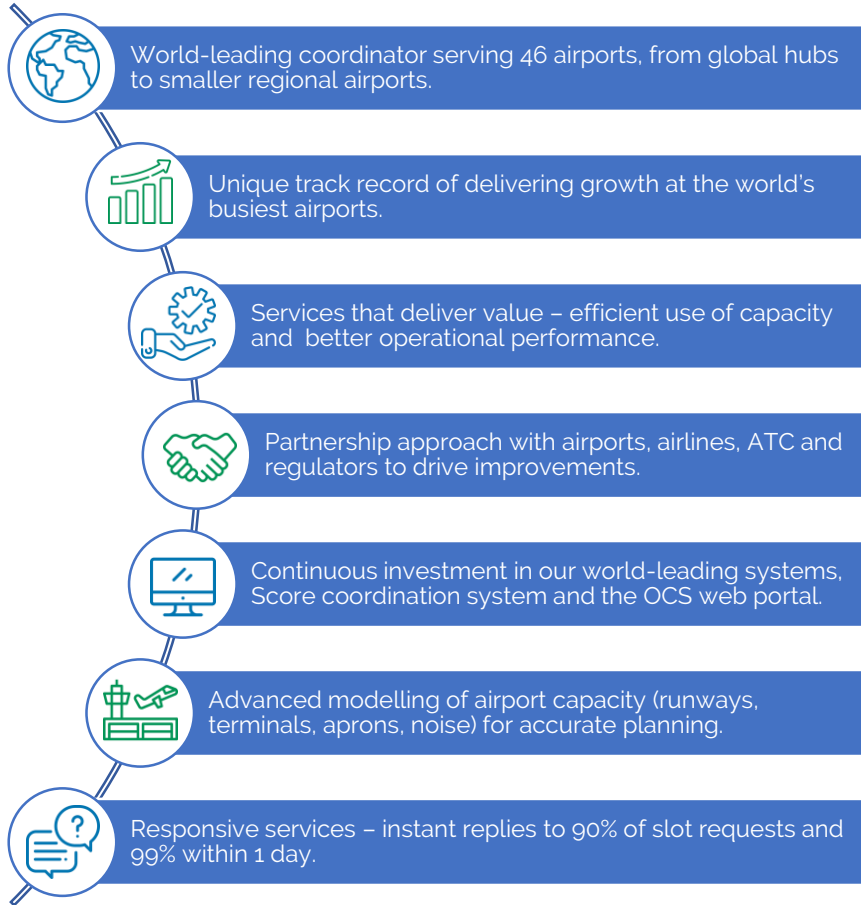 World-leading coordinator serving 46 airports, from global hubs
to smaller regional airports.
Unique track record of delivering growth at the world's
busiest airports.
Services that deliver value – efficient use of capacity
and  better operational performance.
Partnership approach with airports, airlines, ATC and
regulators to drive improvements.
Continuous investment in our world-leading systems,
Score coordination system and the OCS web portal.
Advanced modelling of airport capacity (runways,
terminals, aprons, noise) for accurate planning.
?
Responsive services – instant replies to 90% of slot requests and
99% within 1 day.